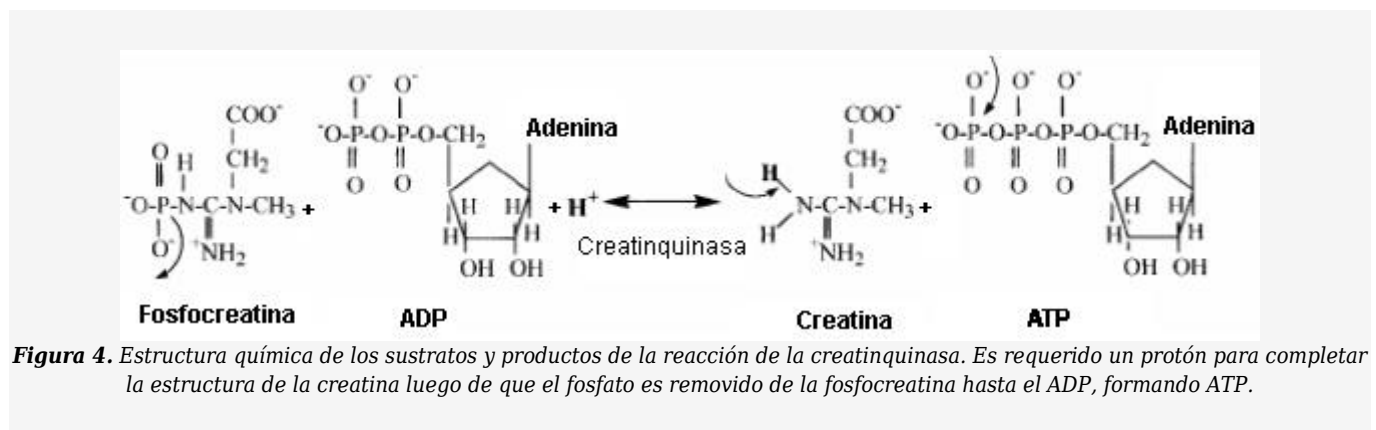 O⁻ O⁻ O⁻ O⁻ O⁻
COO⁻ COO⁻
Adenina Adenina
⁻O-P-O-P-O-CH₂ ⁻O-P-O-P-O-P-O-CH₂
O H CH₂ O O H CH₂ O O O
⁻O-P-N-C-N-CH₃ + H H + H⁺ N-C-N-CH₃ + H H
O⁻ ⁺NH₂ H H Creatinquinasa H ⁺NH₂ H H
OH OH OH OH
Fosfocreatina ADP Creatina ATP
Figura 4. Estructura química de los sustratos y productos de la reacción de la creatinquinasa. Es requerido un protón para completar
la estructura de la creatina luego de que el fosfato es removido de la fosfocreatina hasta el ADP, formando ATP.